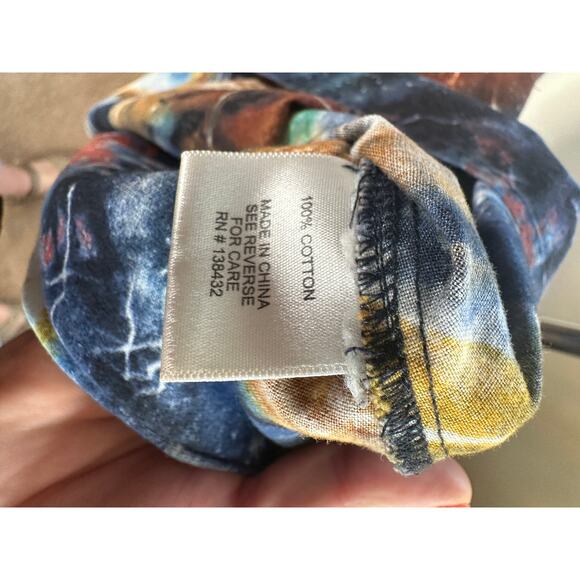 100% COTTON
MADE IN CHINA
SEE REVERSE
FOR CARE
RN# 138432